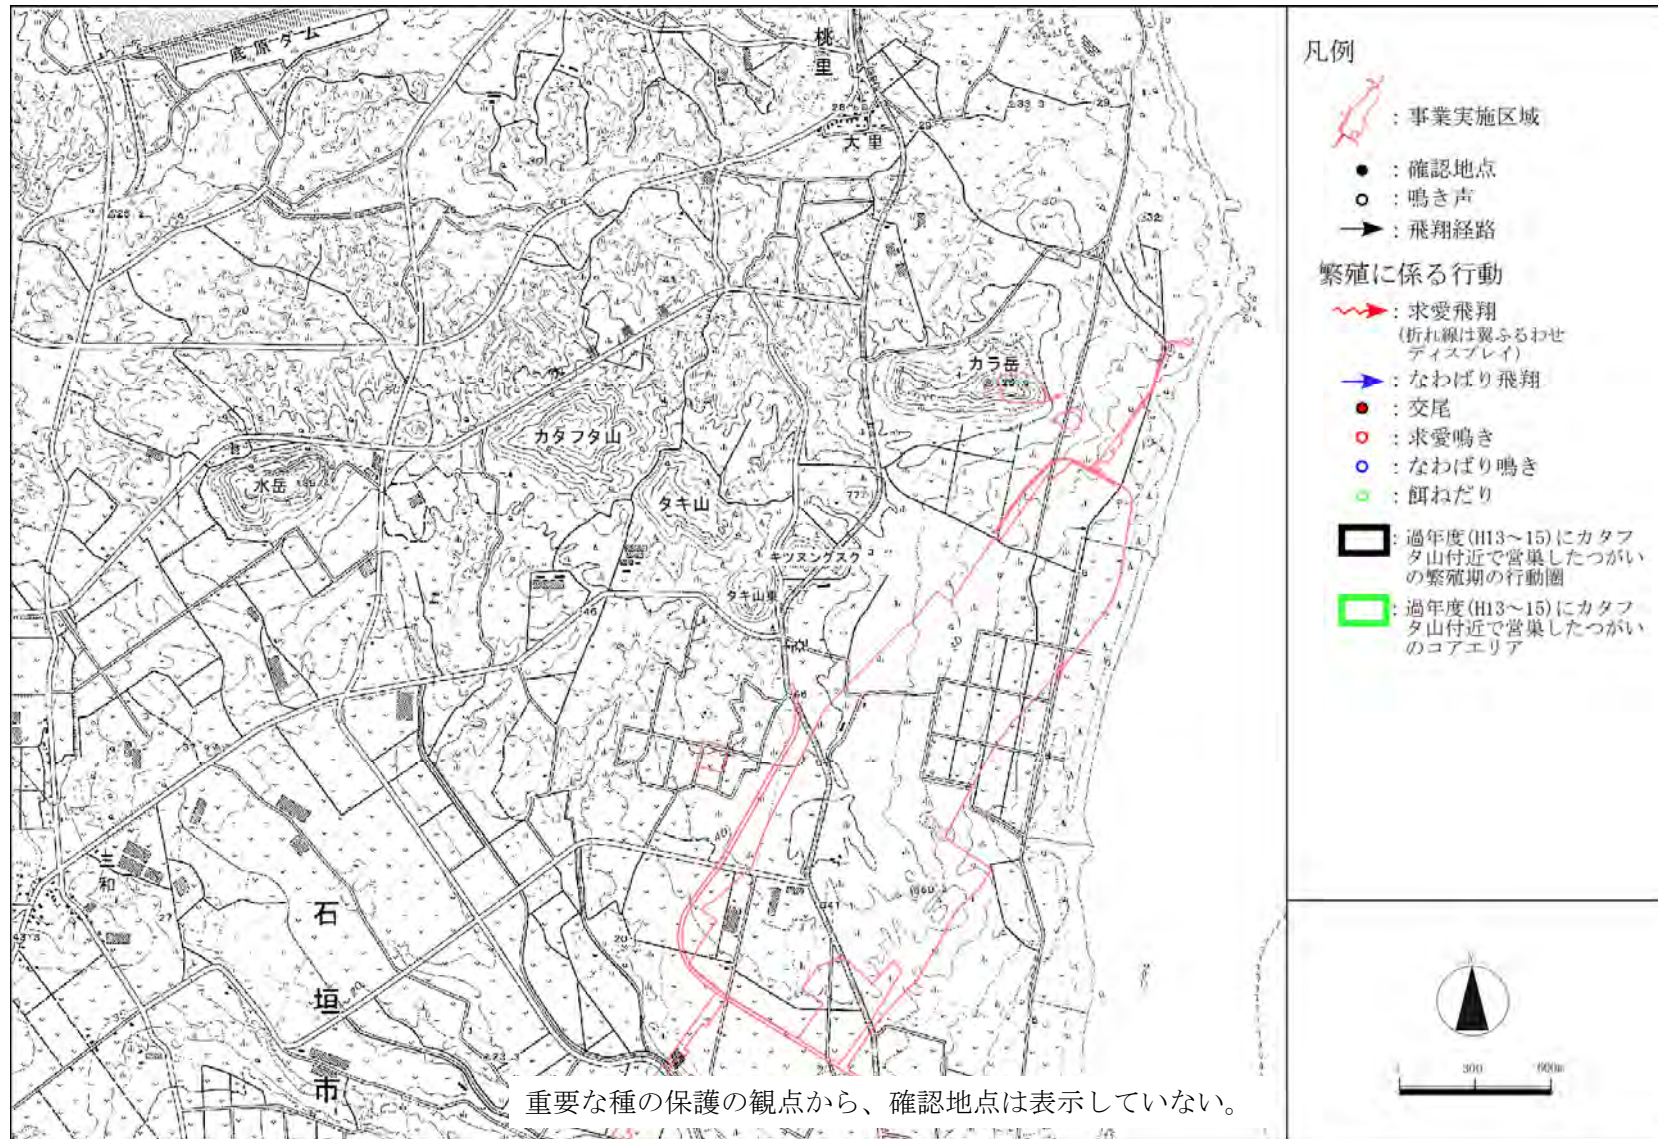 底原ダム
桃里
大里
カラ岳
カタフタ山
水岳
タキ山
キツヌングスク
タキ山東
三和
石垣市
凡例
：事業実施区域
：確認地点
：鳴き声
：飛翔経路
繁殖に係る行動
：求愛飛翔
(折れ線は翼ふるわせ
ディスプレイ)
：なわばり飛翔
：交尾
：求愛鳴き
：なわばり鳴き
：餌ねだり
：過年度(H13～15)にカタフ
タ山付近で営巣したつがい
の繁殖期の行動圏
：過年度(H13～15)にカタフ
タ山付近で営巣したつがい
のコアエリア
300
600m
重要な種の保護の観点から、確認地点は表示していない。